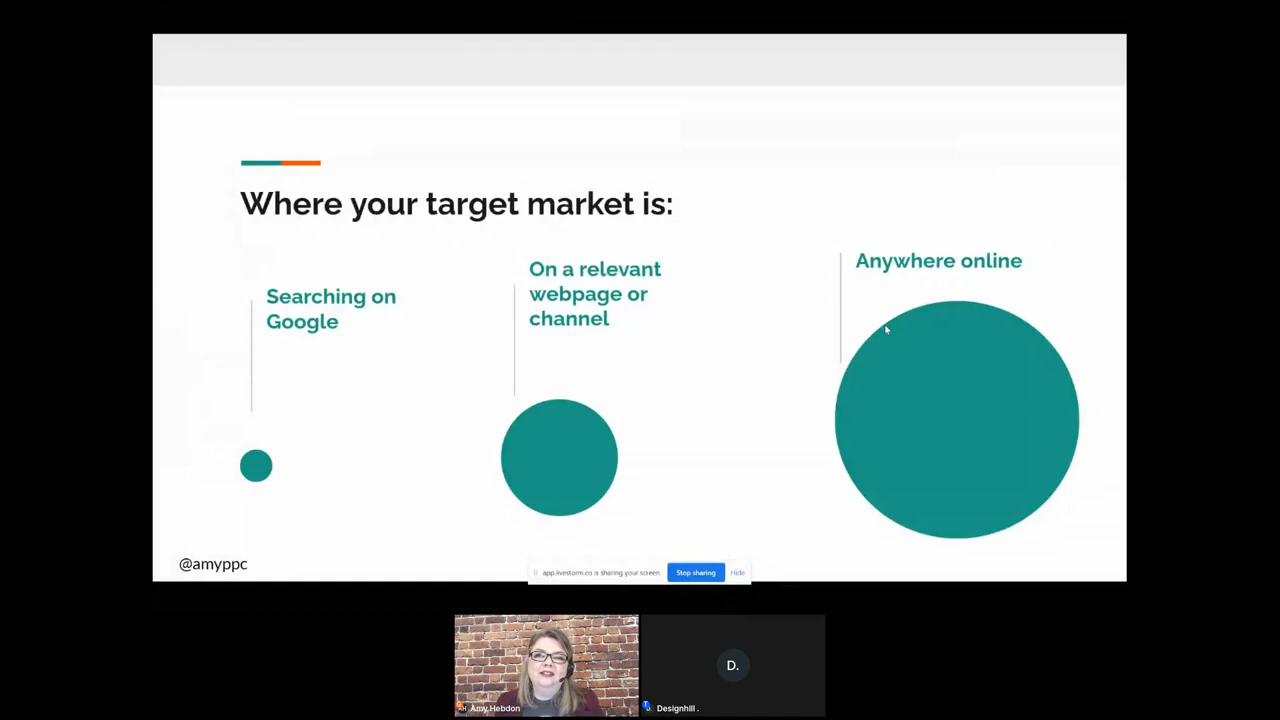 Where your target market is:
Searching on
Google
On a relevant
webpage or
channel
Anywhere online
@amyppc
app.livestorm.co is sharing your screen.
Stop sharing
Hide
D.
AH
Amy Hebdon
Designhill .